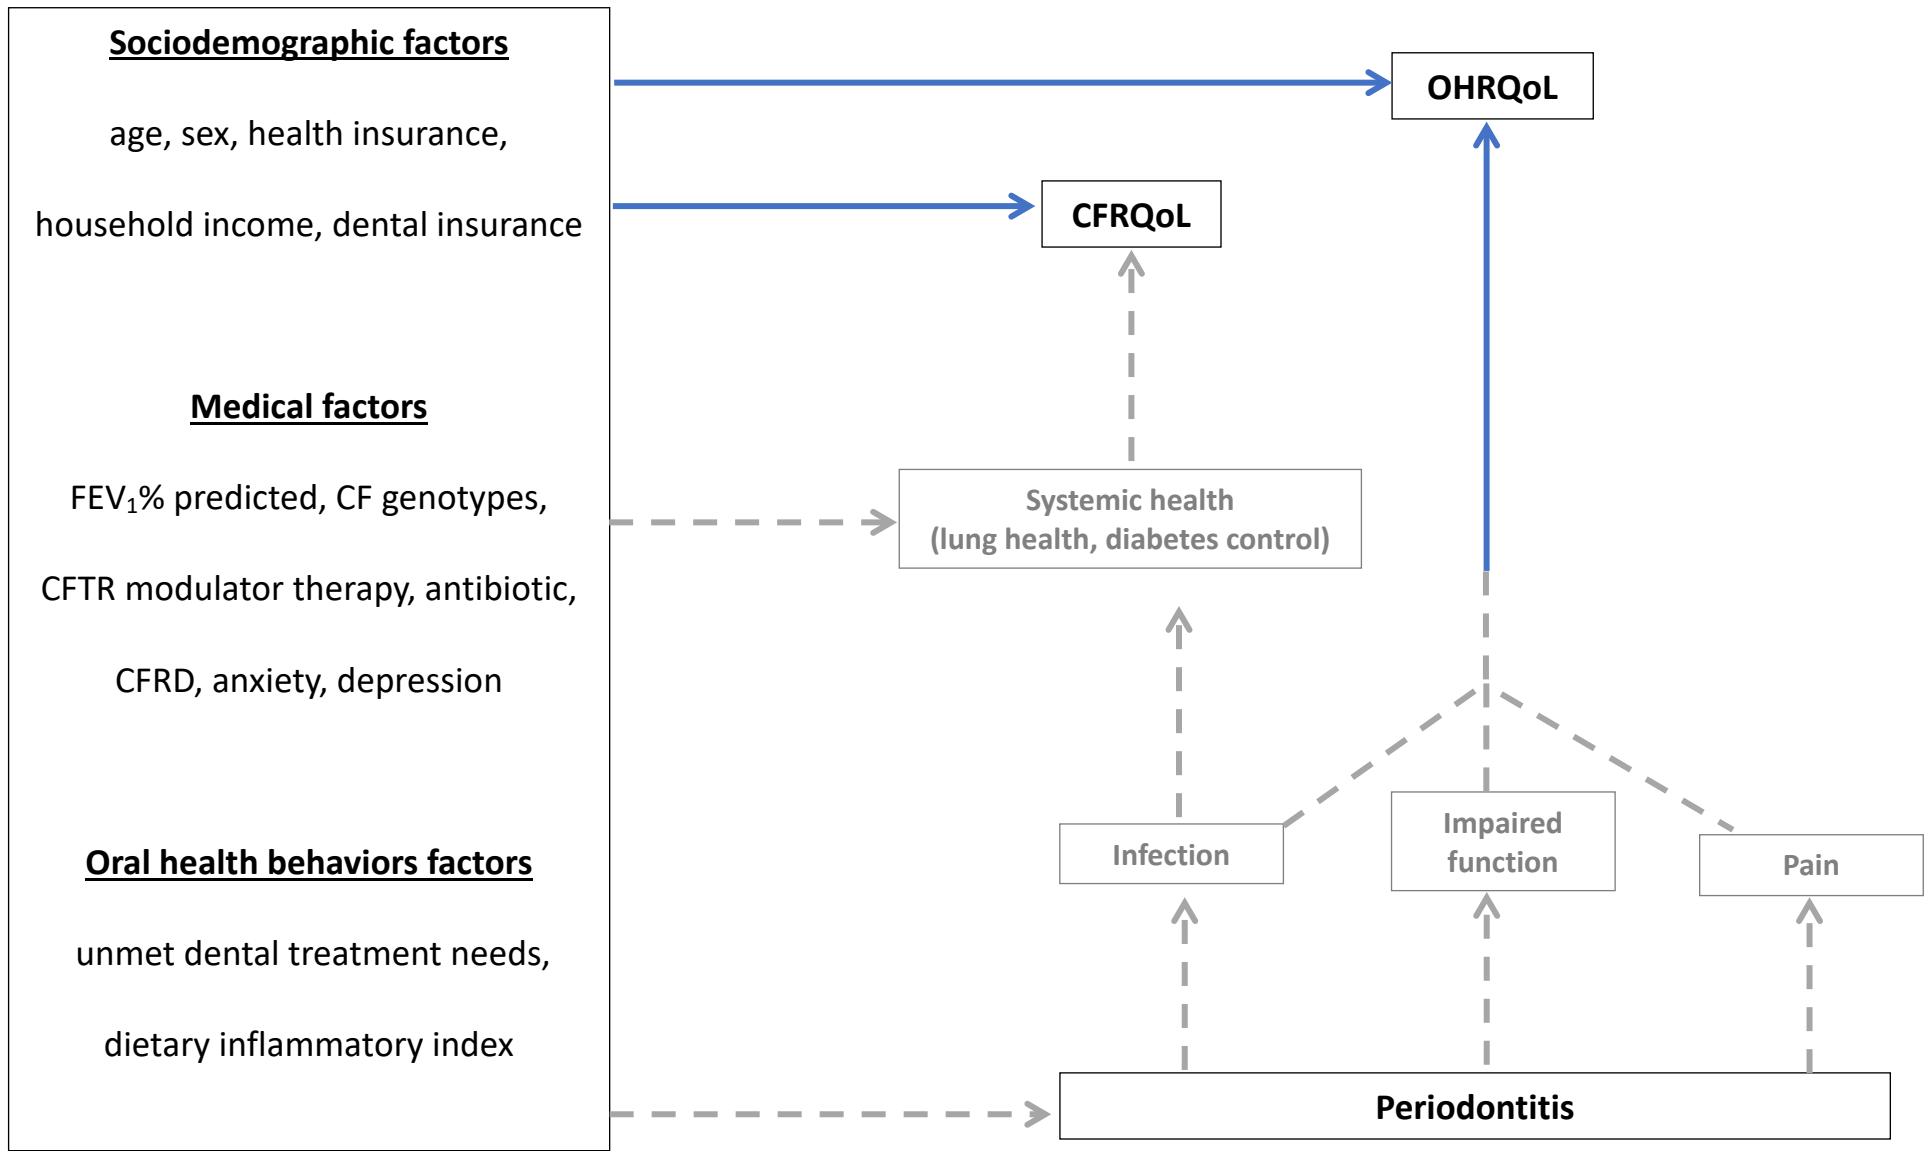 Sociodemographic factors
age, sex, health insurance,
household income, dental insurance
Medical factors
FEV₁% predicted, CF genotypes,
CFTR modulator therapy, antibiotic,
CFRD, anxiety, depression
Oral health behaviors factors
unmet dental treatment needs,
dietary inflammatory index
OHRQoL
CFRQoL
Systemic health
(lung health, diabetes control)
Infection
Impaired
function
Pain
Periodontitis